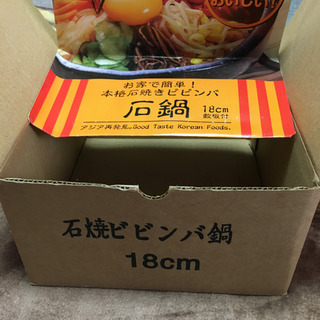 おいしい!!
お家で簡単!
本格石焼きビビンバ
石鍋 18cm
敷板付
アジア再発見。Good Taste Korean Foods.
石焼ビビンバ鍋
18cm